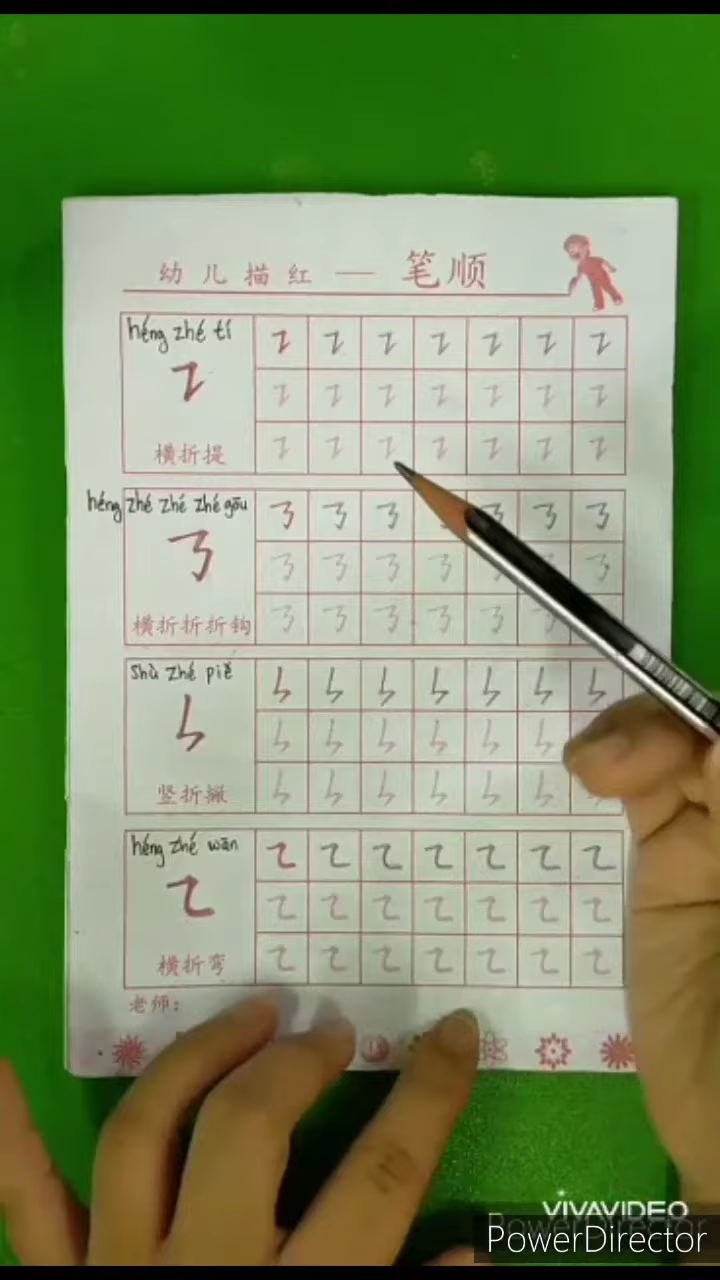 幼儿描红 — 笔顺
héng zhé tí
横折提
héng zhé zhé zhé gōu
横折折折钩
shù zhé piě
竖折撇
héng zhé wān
横折弯
老师:
VIVAVIDEO
PowerDirector